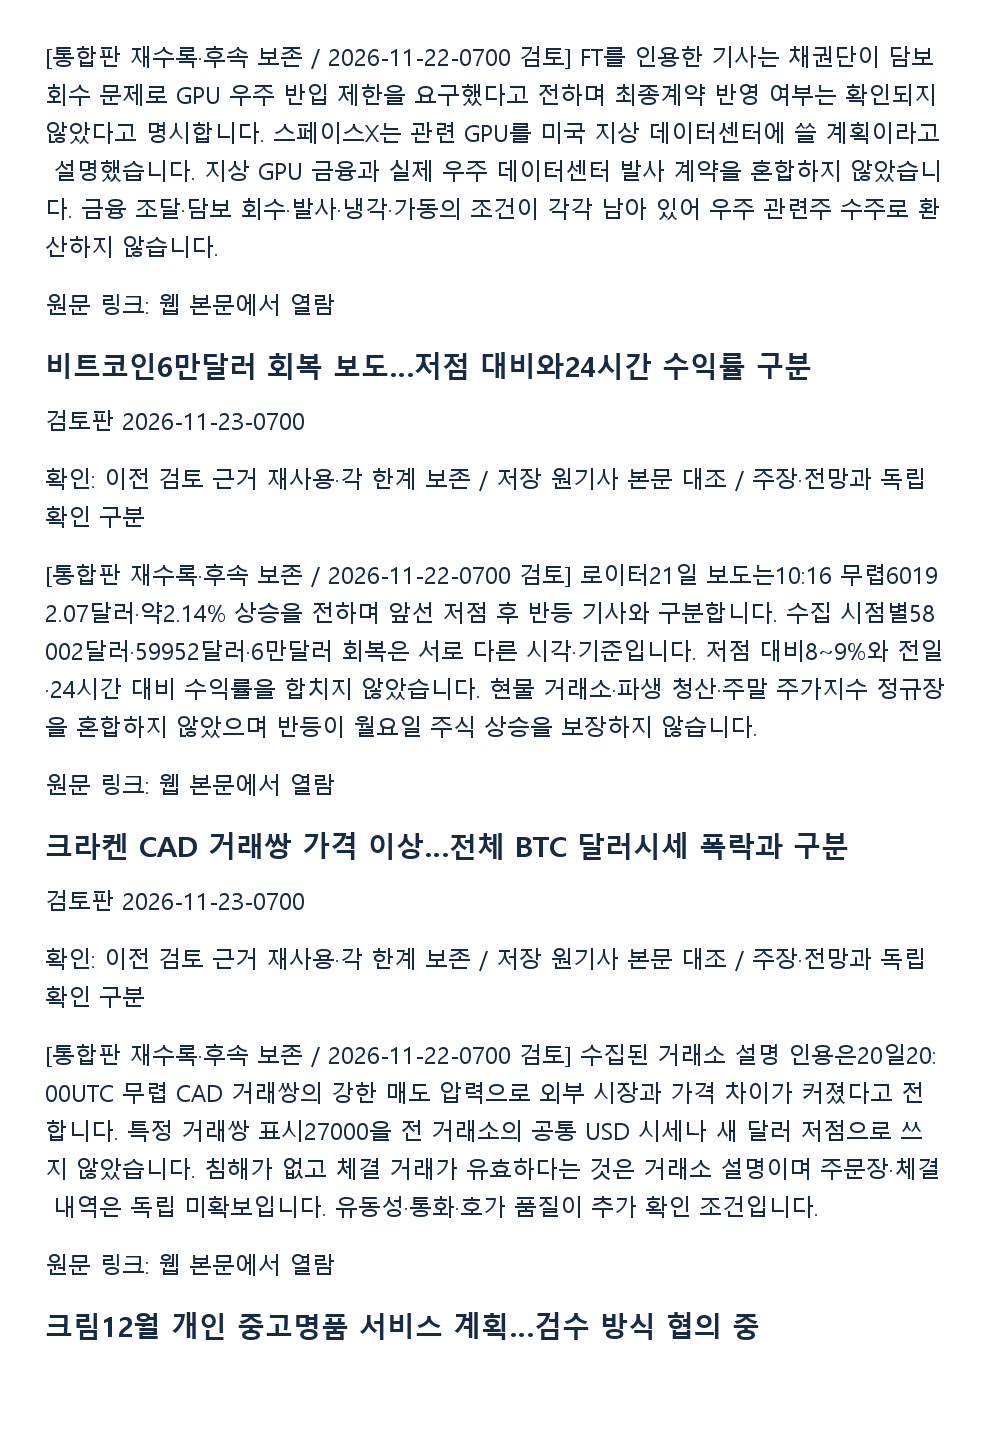 [통합판 재수록·후속 보존 / 2026-11-22-0700 검토] FT를 인용한 기사는 채권단이 담보
회수 문제로 GPU 우주 반입 제한을 요구했다고 전하며 최종계약 반영 여부는 확인되지
않았다고 명시합니다. 스페이스X는 관련 GPU를 미국 지상 데이터센터에 쓸 계획이라고
설명했습니다. 지상 GPU 금융과 실제 우주 데이터센터 발사 계약을 혼합하지 않았습니
다. 금융 조달·담보 회수·발사·냉각·가동의 조건이 각각 남아 있어 우주 관련주 수주로 환
산하지 않습니다.
원문 링크: 웹 본문에서 열람
비트코인6만달러 회복 보도...저점 대비와24시간 수익률 구분
검토판 2026-11-23-0700
확인: 이전 검토 근거 재사용·각 한계 보존 / 저장 원기사 본문 대조 / 주장·전망과 독립
확인 구분
[통합판 재수록·후속 보존 / 2026-11-22-0700 검토] 로이터21일 보도는10:16 무렵6019
2.07달러·약2.14% 상승을 전하며 앞선 저점 후 반등 기사와 구분합니다. 수집 시점별58
002달러·59952달러·6만달러 회복은 서로 다른 시각·기준입니다. 저점 대비8~9%와 전일
·24시간 대비 수익률을 합치지 않았습니다. 현물 거래소·파생 청산·주말 주가지수 정규장
을 혼합하지 않았으며 반등이 월요일 주식 상승을 보장하지 않습니다.
원문 링크: 웹 본문에서 열람
크라켄 CAD 거래쌍 가격 이상...전체 BTC 달러시세 폭락과 구분
검토판 2026-11-23-0700
확인: 이전 검토 근거 재사용·각 한계 보존 / 저장 원기사 본문 대조 / 주장·전망과 독립
확인 구분
[통합판 재수록·후속 보존 / 2026-11-22-0700 검토] 수집된 거래소 설명 인용은20일20:
00UTC 무렵 CAD 거래쌍의 강한 매도 압력으로 외부 시장과 가격 차이가 커졌다고 전
합니다. 특정 거래쌍 표시27000을 전 거래소의 공통 USD 시세나 새 달러 저점으로 쓰
지 않았습니다. 침해가 없고 체결 거래가 유효하다는 것은 거래소 설명이며 주문장·체결
내역은 독립 미확보입니다. 유동성·통화·호가 품질이 추가 확인 조건입니다.
원문 링크: 웹 본문에서 열람
크림12월 개인 중고명품 서비스 계획...검수 방식 협의 중